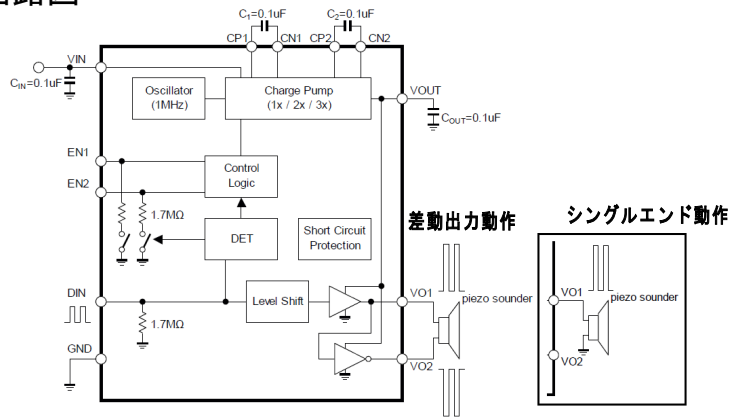 C1=0.1uF
C2=0.1uF
CP1
CN1
CP2
CN2
VIN
CIN=0.1uF
Oscillator
(1MHz)
Charge Pump
(1x / 2x / 3x)
VOUT
COUT=0.1uF
EN1
EN2
Control
Logic
1.7MΩ
DET
Short Circuit
Protection
差動出力動作
シングルエンド動作
DIN
Level Shift
VO1
piezo sounder
VO1
piezo sounder
1.7MΩ
GND
VO2
VO2